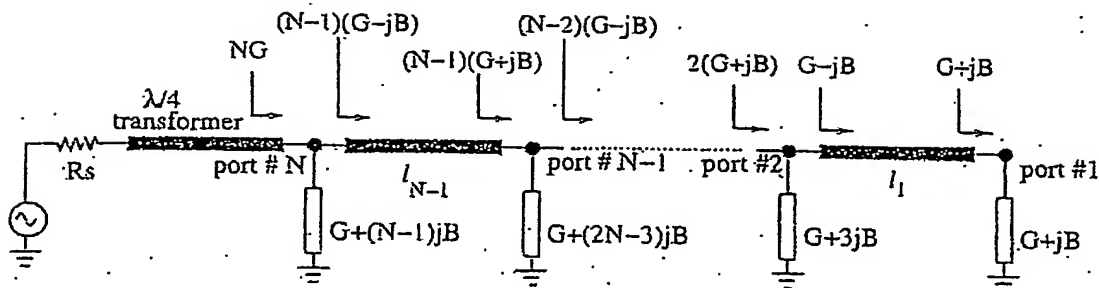 (N−1)(G−jB)
(N−2)(G−jB)
NG
(N−1)(G+jB)
2(G+jB)
G−jB
G+jB
λ/4
transformer
Rs
port # N
l_{N−1}
port # N−1
port #2
l_1
port #1
G+(N−1)jB
G+(2N−3)jB
G+3jB
G+jB